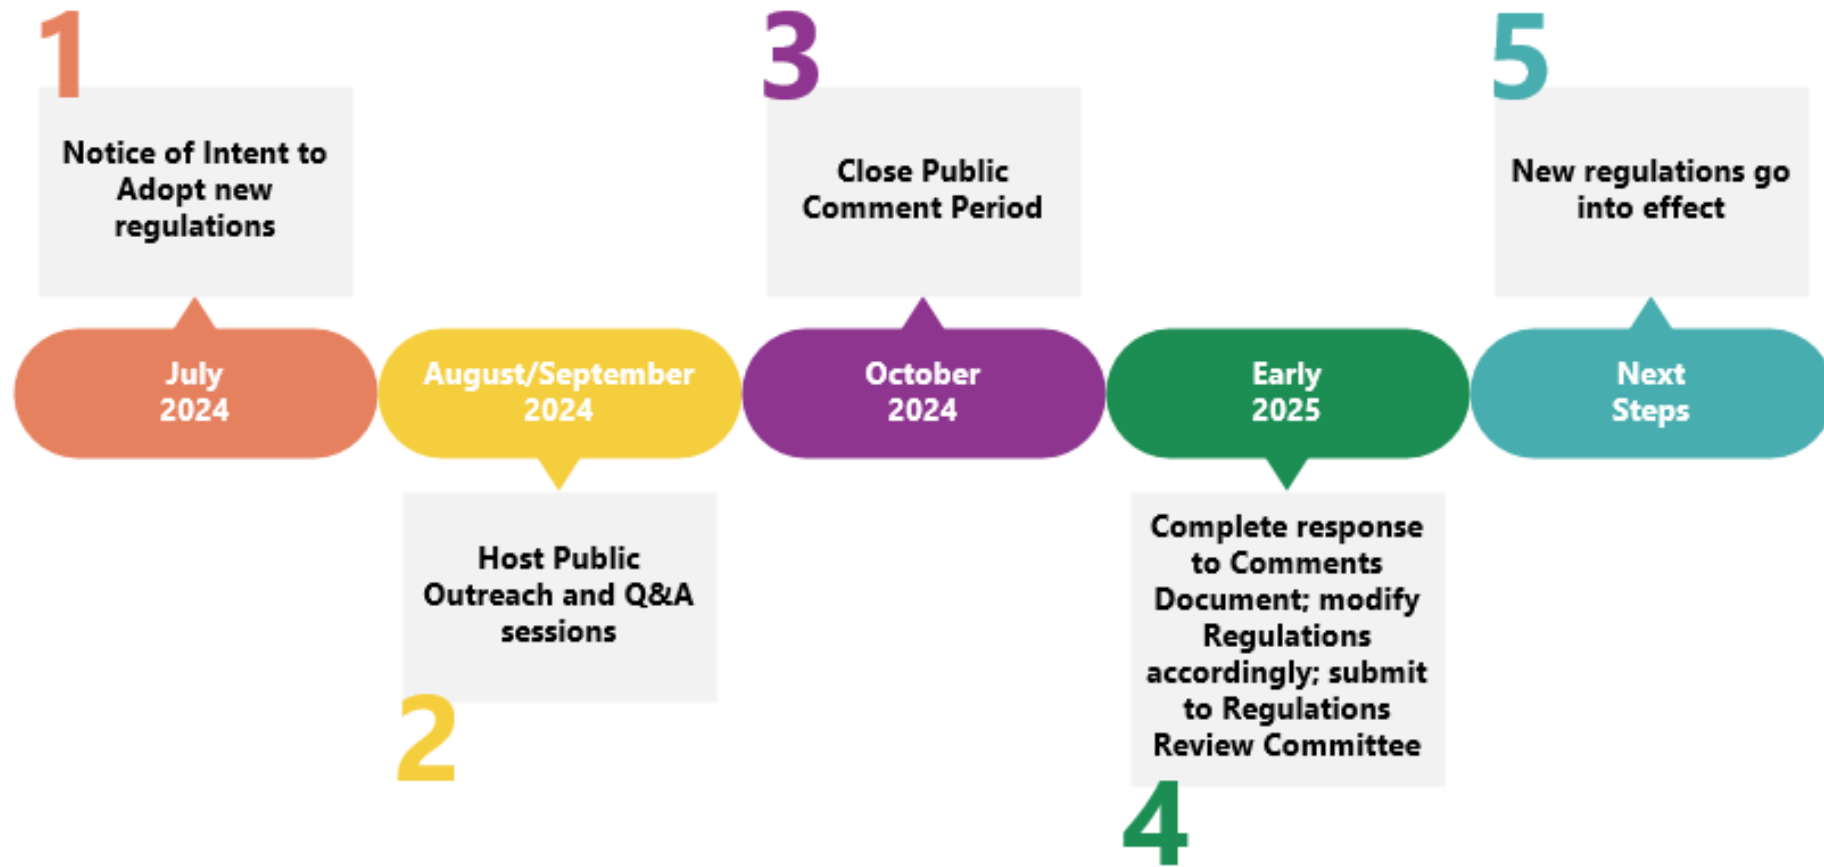 1
Notice of Intent to
Adopt new
regulations
July
2024
August/September
2024
Host Public
Outreach and Q&A
sessions
2
3
Close Public
Comment Period
October
2024
Early
2025
Complete response
to Comments
Document; modify
Regulations
accordingly; submit
to Regulations
Review Committee
4
5
New regulations go
into effect
Next
Steps